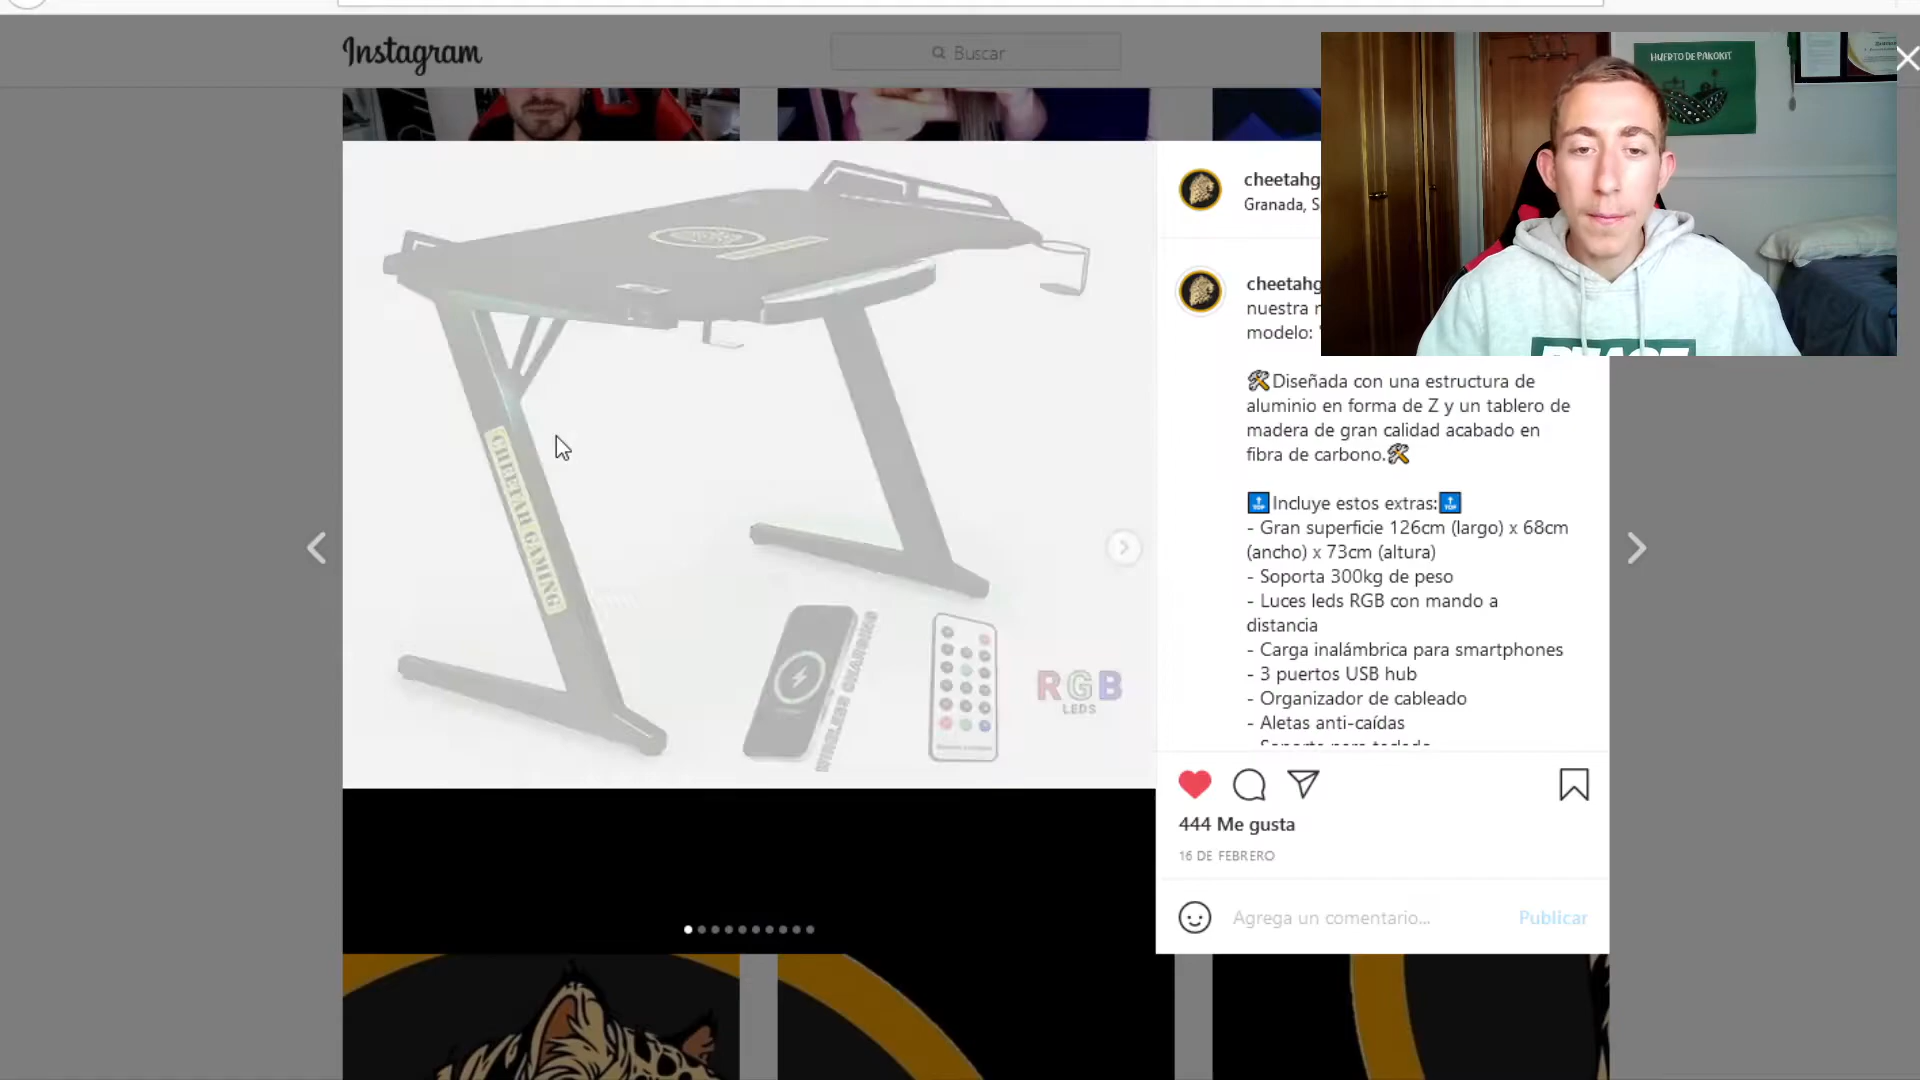 Instagram
Buscar
HUERTO DE PAKOKIT
cheetahg
Granada, S
cheetahg
nuestra
modelo:
🛠Diseñada con una estructura de
aluminio en forma de Z y un tablero de
madera de gran calidad acabado en
fibra de carbono.🛠
🔝Incluye estos extras:🔝
- Gran superficie 126cm (largo) x 68cm
(ancho) x 73cm (altura)
- Soporta 300kg de peso
- Luces leds RGB con mando a
distancia
- Carga inalámbrica para smartphones
- 3 puertos USB hub
- Organizador de cableado
- Aletas anti-caídas
- Soporte para teclado
CHEETAH GAMING
WIRELESS CHARGING
RGB
LEDS
444 Me gusta
16 DE FEBRERO
Agrega un comentario...
Publicar